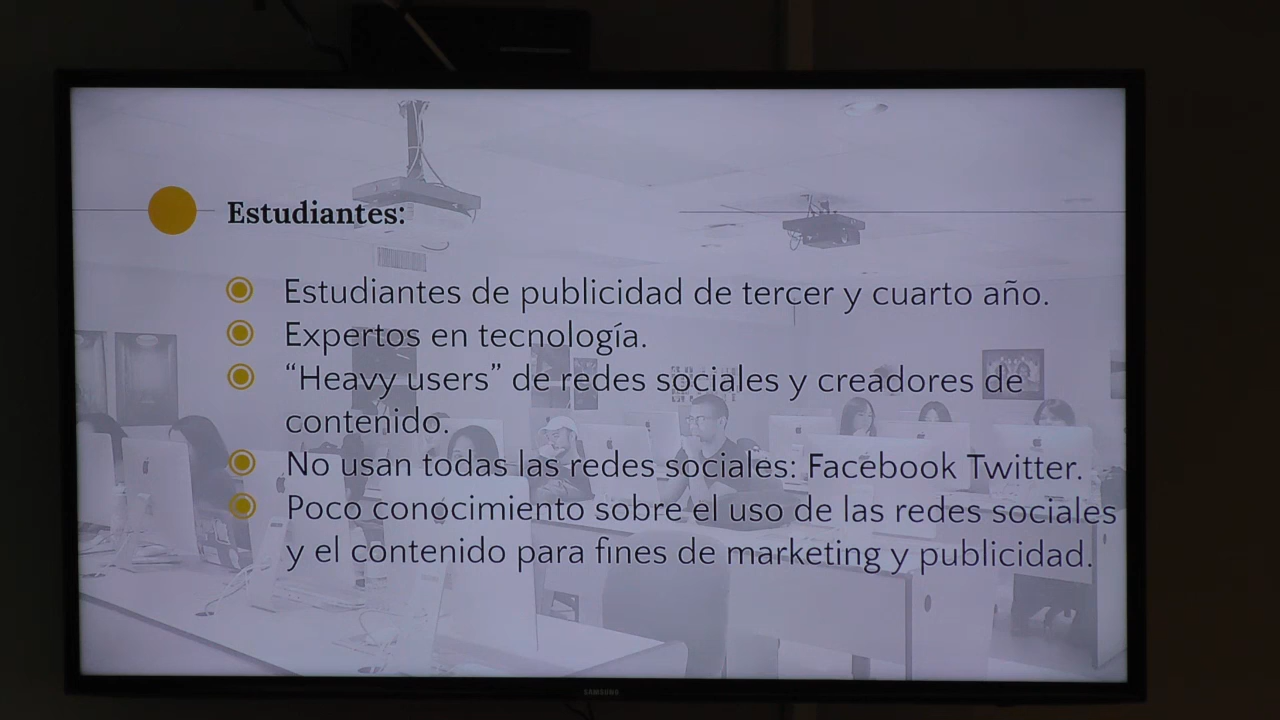 Estudiantes:
Estudiantes de publicidad de tercer y cuarto año.
Expertos en tecnología.
“Heavy users” de redes sociales y creadores de
contenido.
No usan todas las redes sociales: Facebook Twitter.
Poco conocimiento sobre el uso de las redes sociales
y el contenido para fines de marketing y publicidad.
SAMSUNG